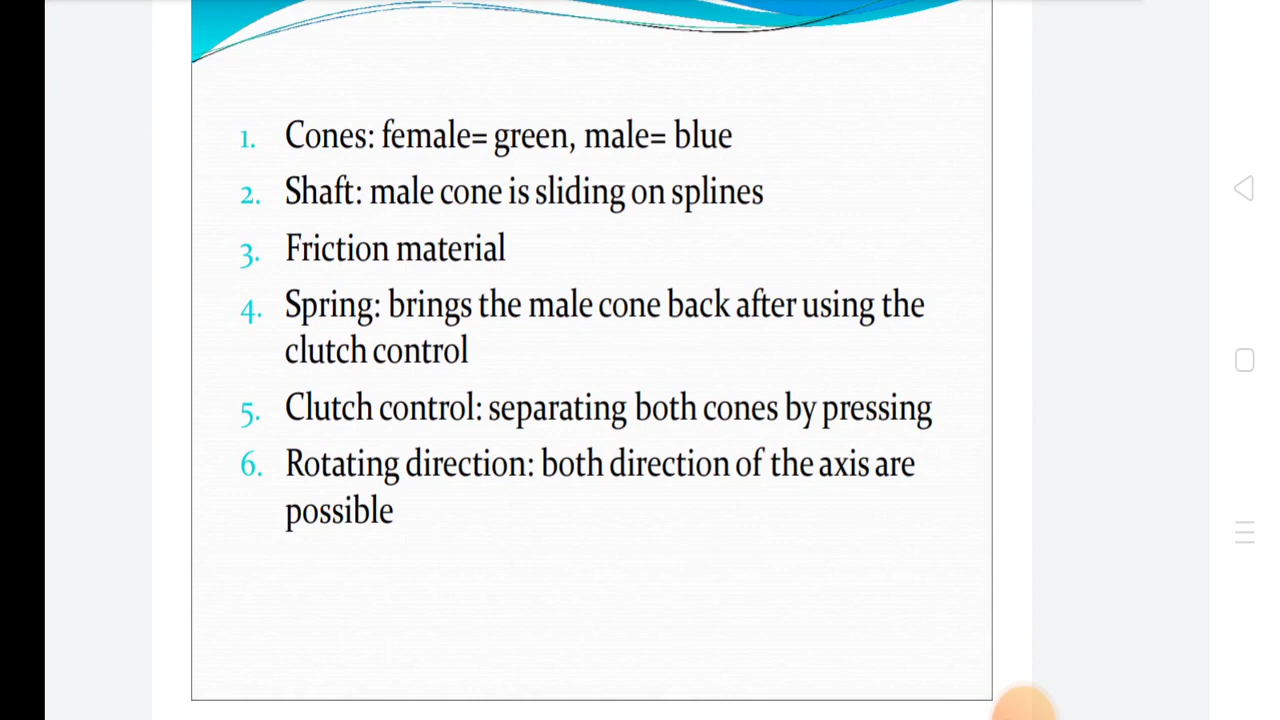 1. Cones: female= green, male= blue
2. Shaft: male cone is sliding on splines
3. Friction material
4. Spring: brings the male cone back after using the
clutch control
5. Clutch control: separating both cones by pressing
6. Rotating direction: both direction of the axis are
possible